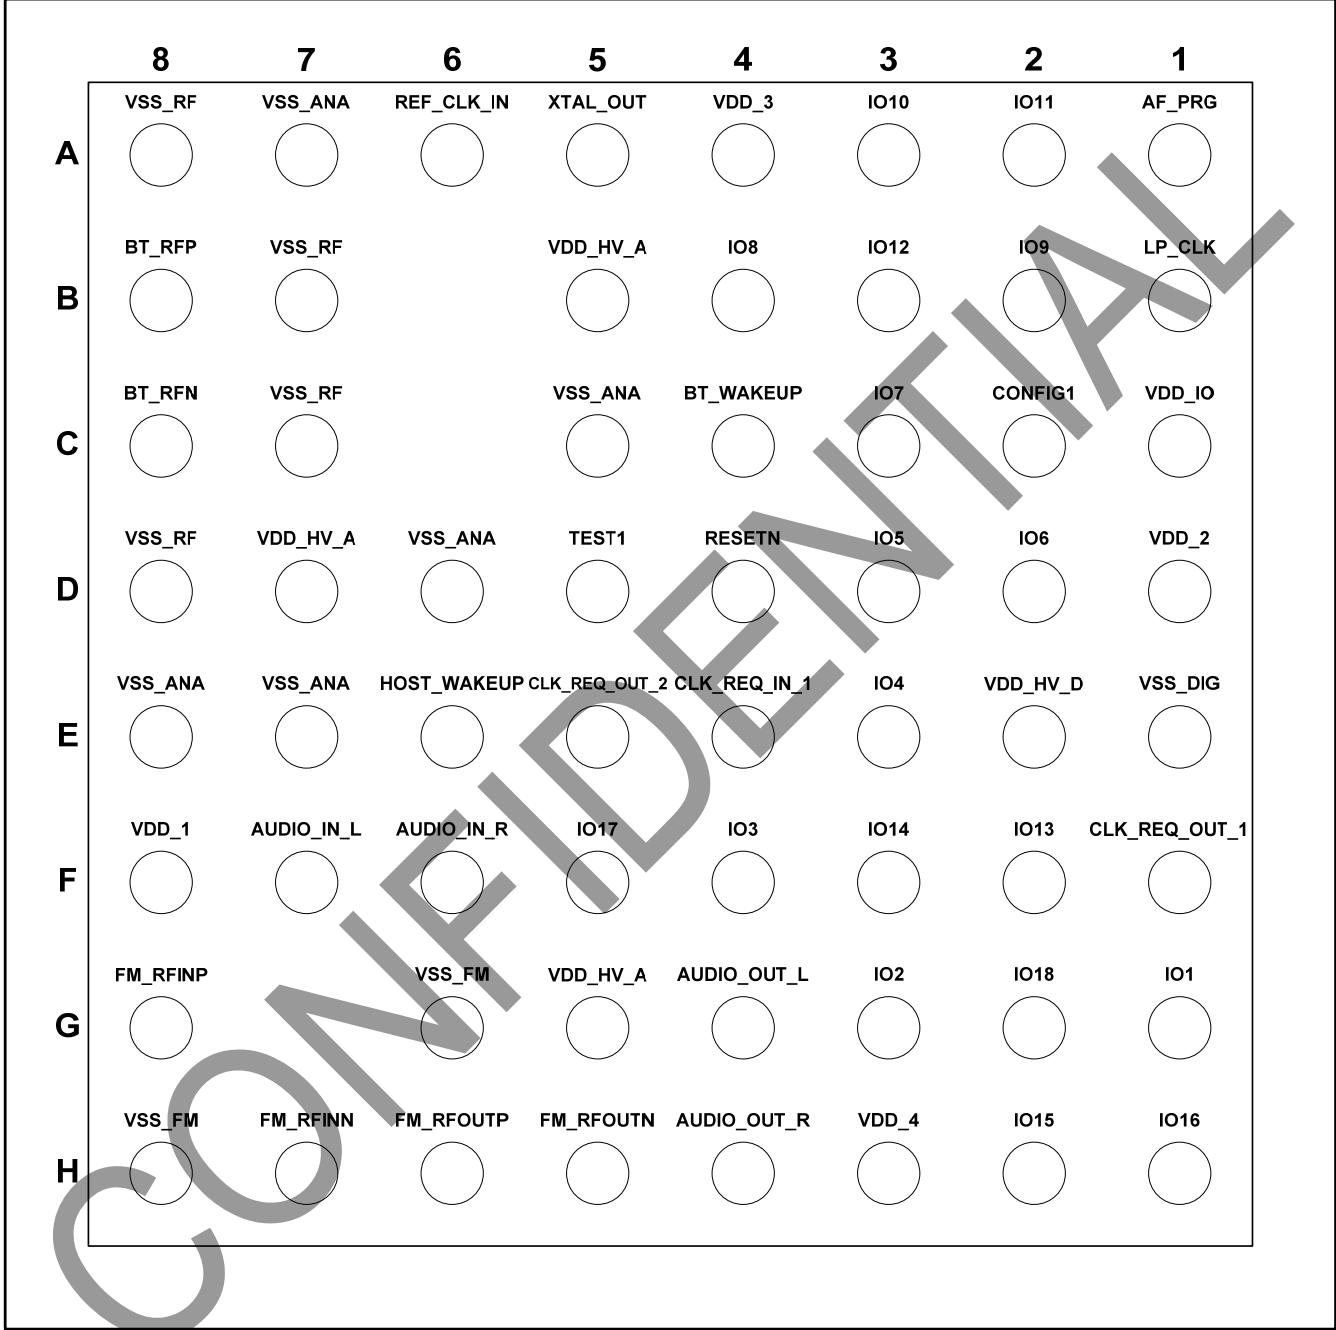 8 7 6 5 4 3 2 1
VSS_RF VSS_ANA REF_CLK_IN XTAL_OUT VDD_3 IO10 IO11 AF_PRG
A
BT_RFP VSS_RF VDD_HV_A IO8 IO12 IO9 LP_CLK
B
BT_RFN VSS_RF VSS_ANA BT_WAKEUP IO7 CONFIG1 VDD_IO
C
VSS_RF VDD_HV_A VSS_ANA TEST1 RESETN IO5 IO6 VDD_2
D
VSS_ANA VSS_ANA HOST_WAKEUP CLK_REQ_OUT_2 CLK_REQ_IN_1 IO4 VDD_HV_D VSS_DIG
E
VDD_1 AUDIO_IN_L AUDIO_IN_R IO17 IO3 IO14 IO13 CLK_REQ_OUT_1
F
FM_RFINP VSS_FM VDD_HV_A AUDIO_OUT_L IO2 IO18 IO1
G
VSS_FM FM_RFINN FM_RFOUTP FM_RFOUTN AUDIO_OUT_R VDD_4 IO15 IO16
H
CONFIDENTIAL